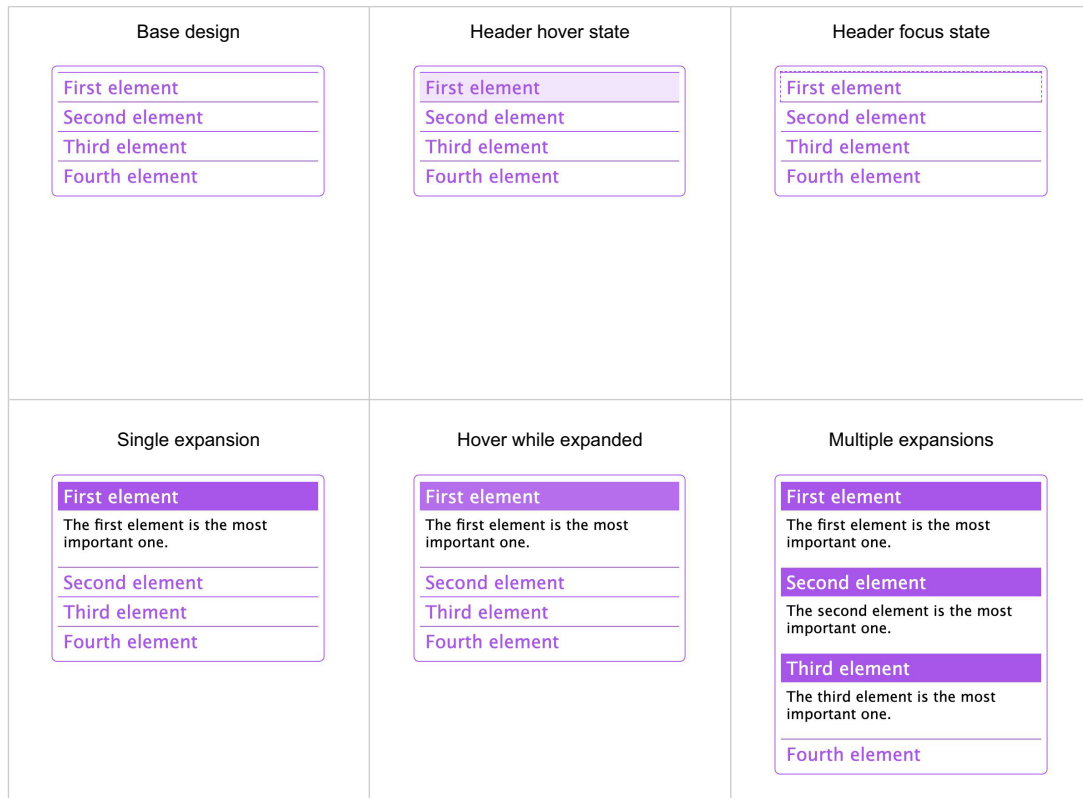 Base design
First element
Second element
Third element
Fourth element
Header hover state
First element
Second element
Third element
Fourth element
Header focus state
First element
Second element
Third element
Fourth element
Single expansion
First element
The first element is the most
important one.
Second element
Third element
Fourth element
Hover while expanded
First element
The first element is the most
important one.
Second element
Third element
Fourth element
Multiple expansions
First element
The first element is the most
important one.
Second element
The second element is the most
important one.
Third element
The third element is the most
important one.
Fourth element